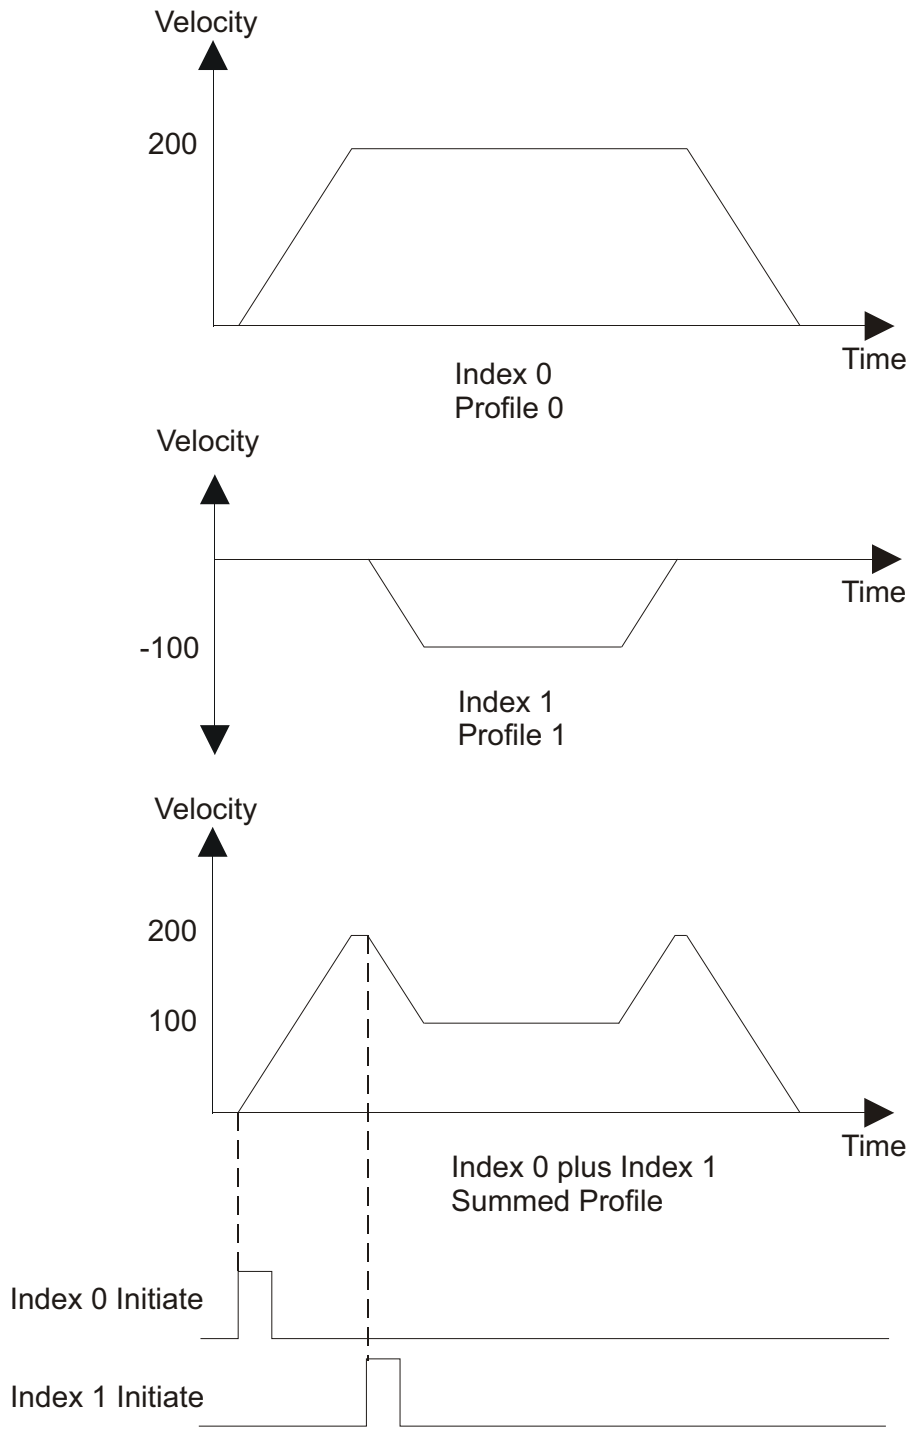 Velocity
200
Time
Index 0
Profile 0
Velocity
Time
-100
Index 1
Profile 1
Velocity
200
100
Time
Index 0 plus Index 1
Summed Profile
Index 0 Initiate
Index 1 Initiate